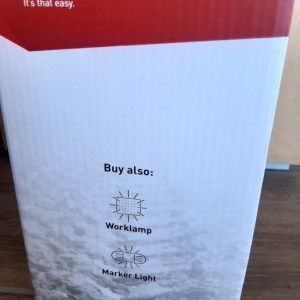 It's that easy.
Buy also:
Worklamp
Marker Light